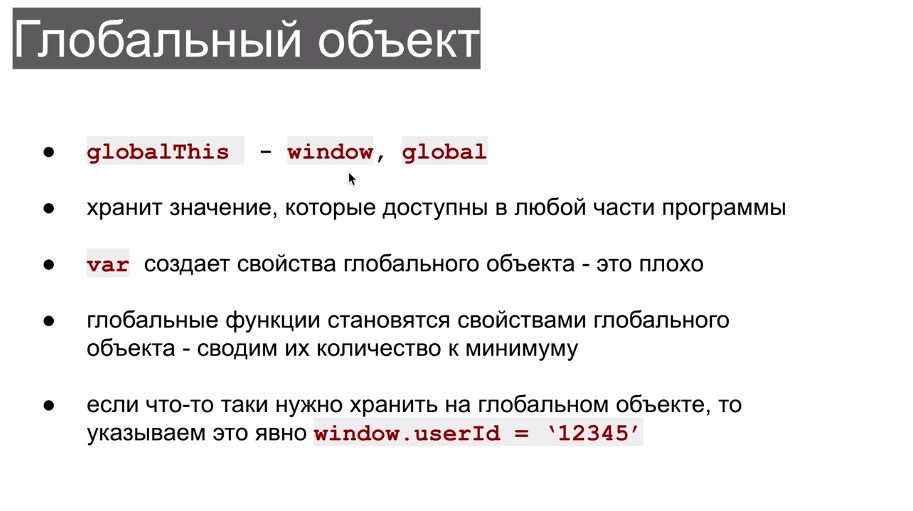 Глобальный объект
● globalThis - window, global
● хранит значение, которые доступны в любой части программы
● var создает свойства глобального объекта - это плохо
● глобальные функции становятся свойствами глобального
объекта - сводим их количество к минимуму
● если что-то таки нужно хранить на глобальном объекте, то
указываем это явно window.userId = ‘12345’